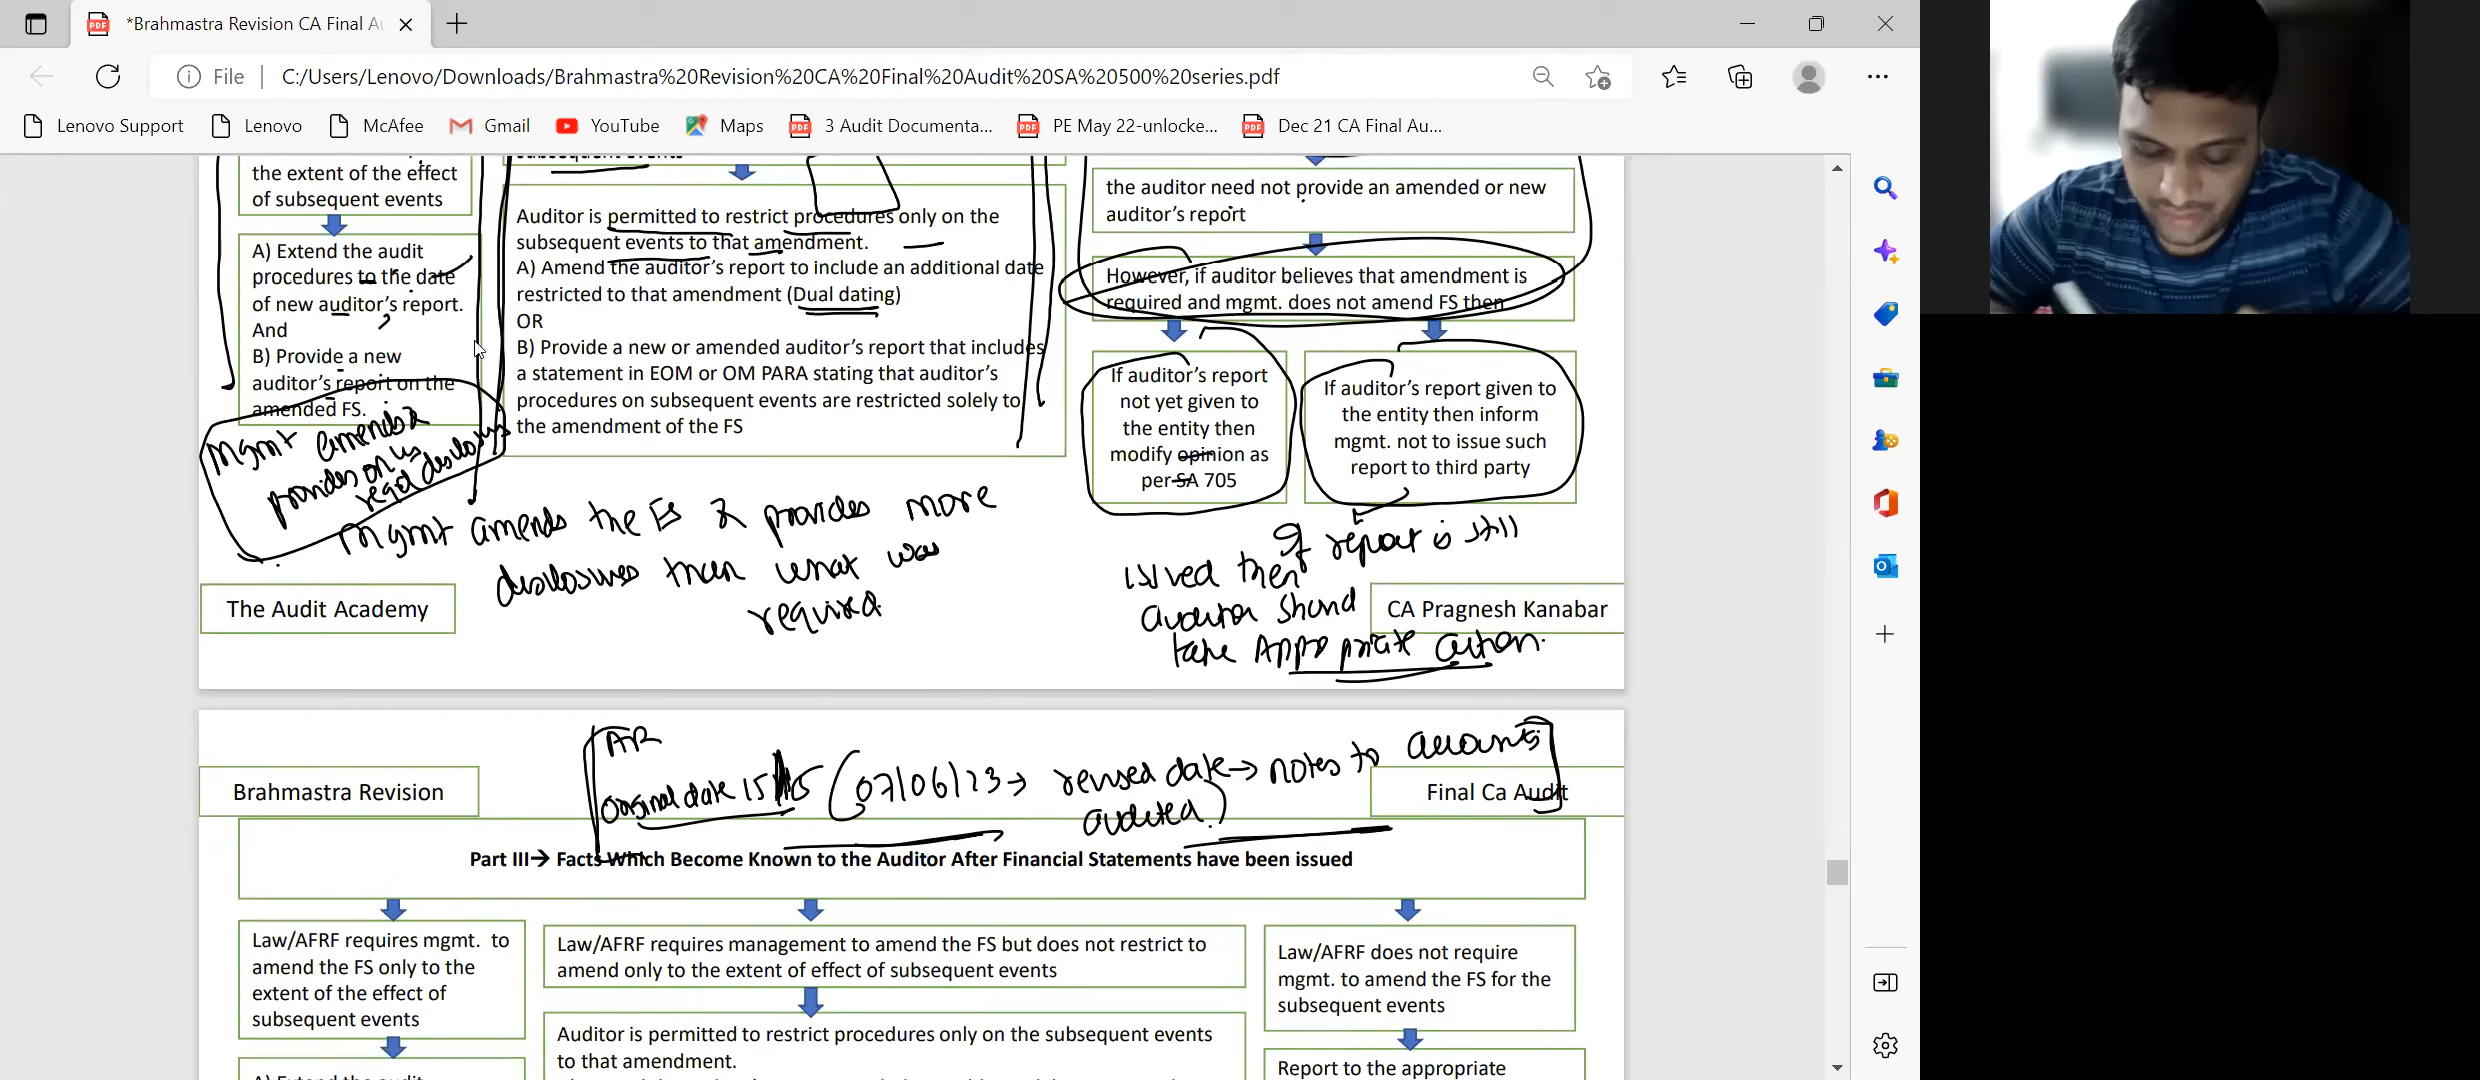 *Brahmastra Revision CA Final Au
File
C:/Users/Lenovo/Downloads/Brahmastra%20Revision%20CA%20Final%20Audit%20SA%20500%20series.pdf
Lenovo Support
Lenovo
McAfee
Gmail
YouTube
Maps
3 Audit Documenta...
PE May 22-unlocke...
Dec 21 CA Final Au...
the extent of the effect
of subsequent events
A) Extend the audit
procedures to the date
of new auditor's report.
And
B) Provide a new
auditor's report on the
amended FS.
mgmt amends &
provides only
reqd disclosures
subsequent events
Auditor is permitted to restrict procedures only on the
subsequent events to that amendment.
A) Amend the auditor's report to include an additional date
restricted to that amendment (Dual dating)
OR
B) Provide a new or amended auditor's report that includes
a statement in EOM or OM PARA stating that auditor's
procedures on subsequent events are restricted solely to
the amendment of the FS
mgmt amends the FS & provides more
disclosures than what was
required.
the auditor need not provide an amended or new
auditor's report
However, if auditor believes that amendment is
required and mgmt. does not amend FS then
If auditor's report
not yet given to
the entity then
modify opinion as
per SA 705
If auditor's report given to
the entity then inform
mgmt. not to issue such
report to third party
If report is still
issued then
auditor should
take Appropriate action.
The Audit Academy
CA Pragnesh Kanabar
Brahmastra Revision
Final Ca Audit
AR
original date 15/5 (07/06/23 → revised date → notes to accounts
audited.)
Part III→ Facts Which Become Known to the Auditor After Financial Statements have been issued
Law/AFRF requires mgmt. to
amend the FS only to the
extent of the effect of
subsequent events
A) Extend the audit
Law/AFRF requires management to amend the FS but does not restrict to
amend only to the extent of effect of subsequent events
Auditor is permitted to restrict procedures only on the subsequent events
to that amendment.
Law/AFRF does not require
mgmt. to amend the FS for the
subsequent events
Report to the appropriate